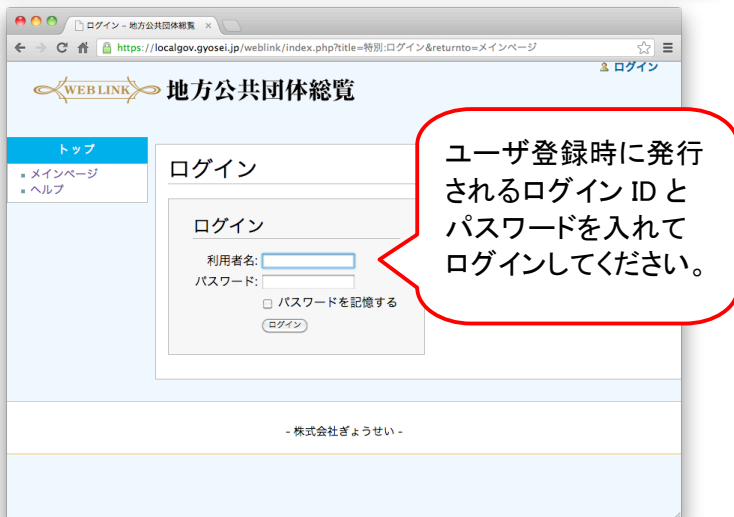 ログイン – 地方公共団体総覧
https://localgov.gyosei.jp/weblink/index.php?title=特別:ログイン&returnto=メインページ
ログイン
WEB LINK 地方公共団体総覧
トップ
メインページ
ヘルプ
ログイン
ログイン
利用者名:
パスワード:
パスワードを記憶する
ログイン
ユーザ登録時に発行
されるログイン ID と
パスワードを入れて
ログインしてください。
- 株式会社ぎょうせい -